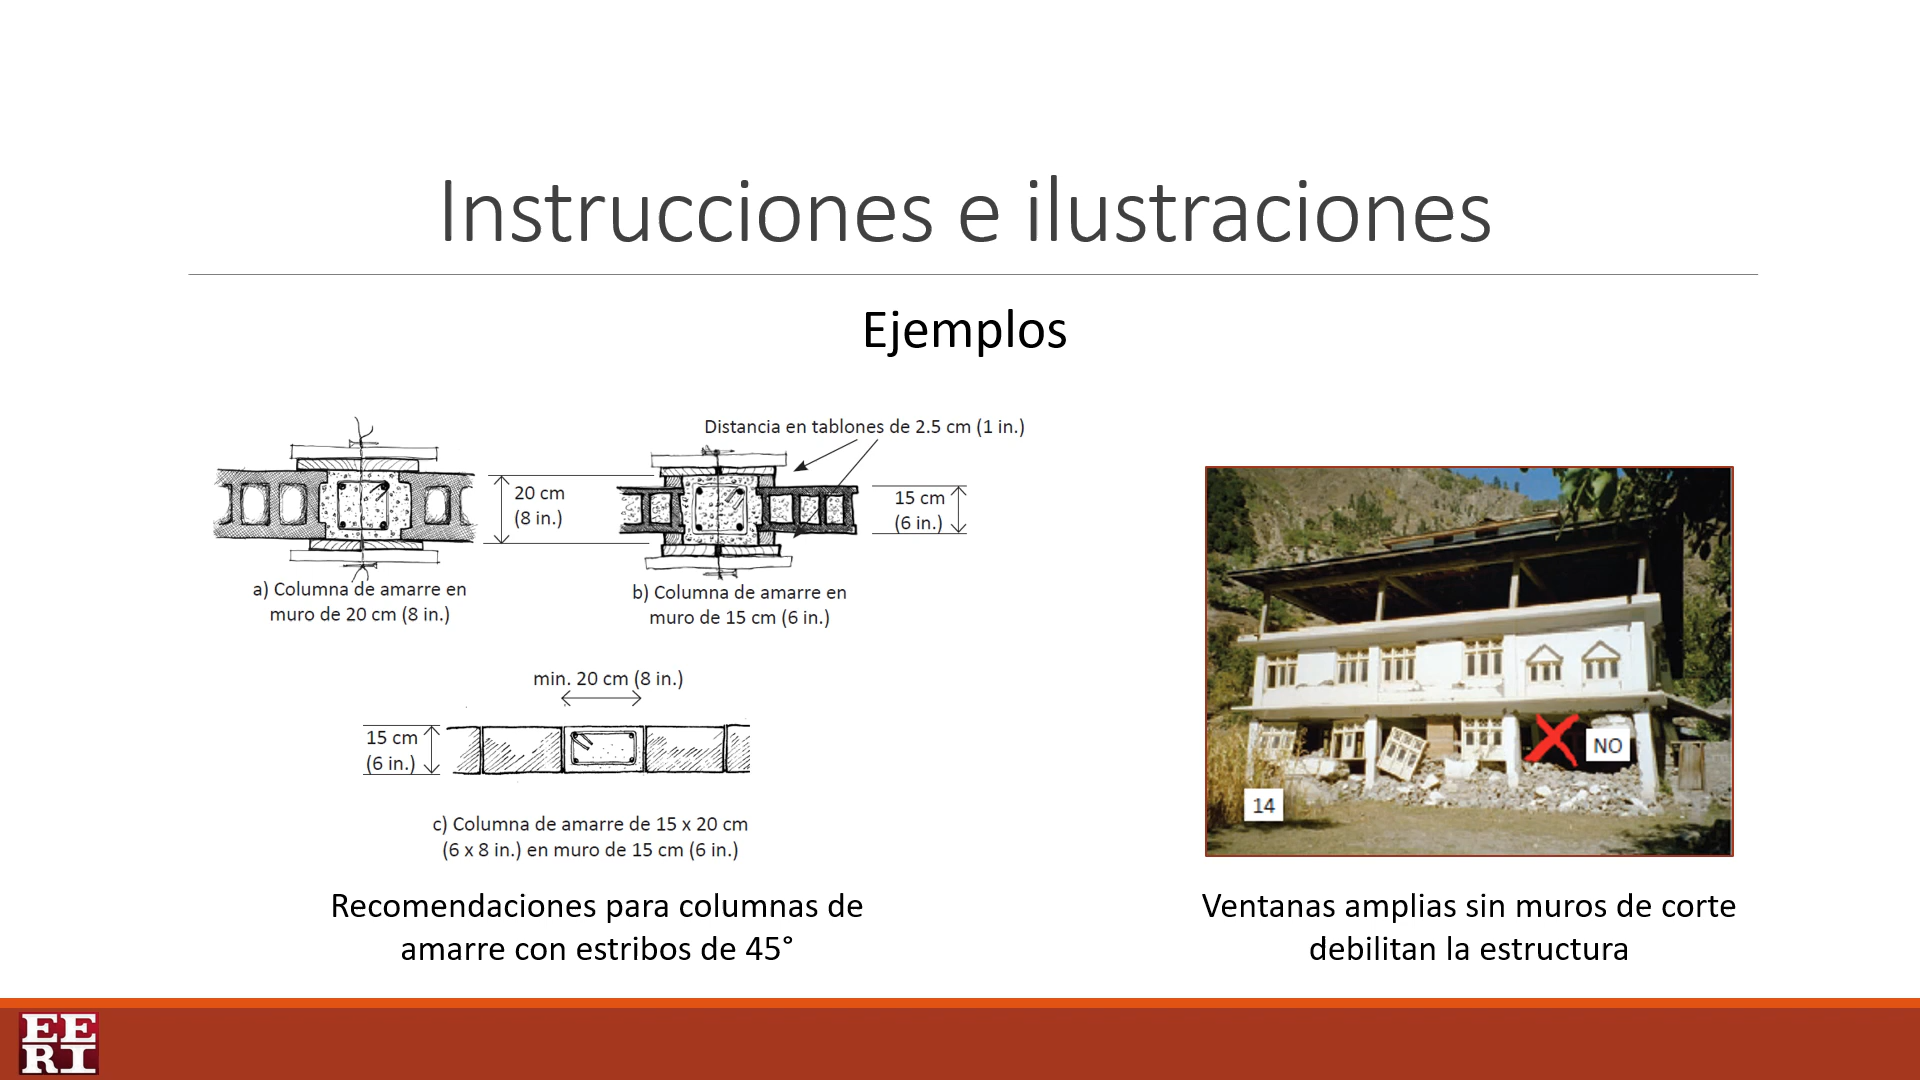 Instrucciones e ilustraciones
Ejemplos
Distancia en tablones de 2.5 cm (1 in.)
20 cm
(8 in.)
15 cm
(6 in.)
a) Columna de amarre en
muro de 20 cm (8 in.)
b) Columna de amarre en
muro de 15 cm (6 in.)
min. 20 cm (8 in.)
15 cm
(6 in.)
c) Columna de amarre de 15 x 20 cm
(6 x 8 in.) en muro de 15 cm (6 in.)
Recomendaciones para columnas de
amarre con estribos de 45°
NO
14
Ventanas amplias sin muros de corte
debilitan la estructura
EE
RI